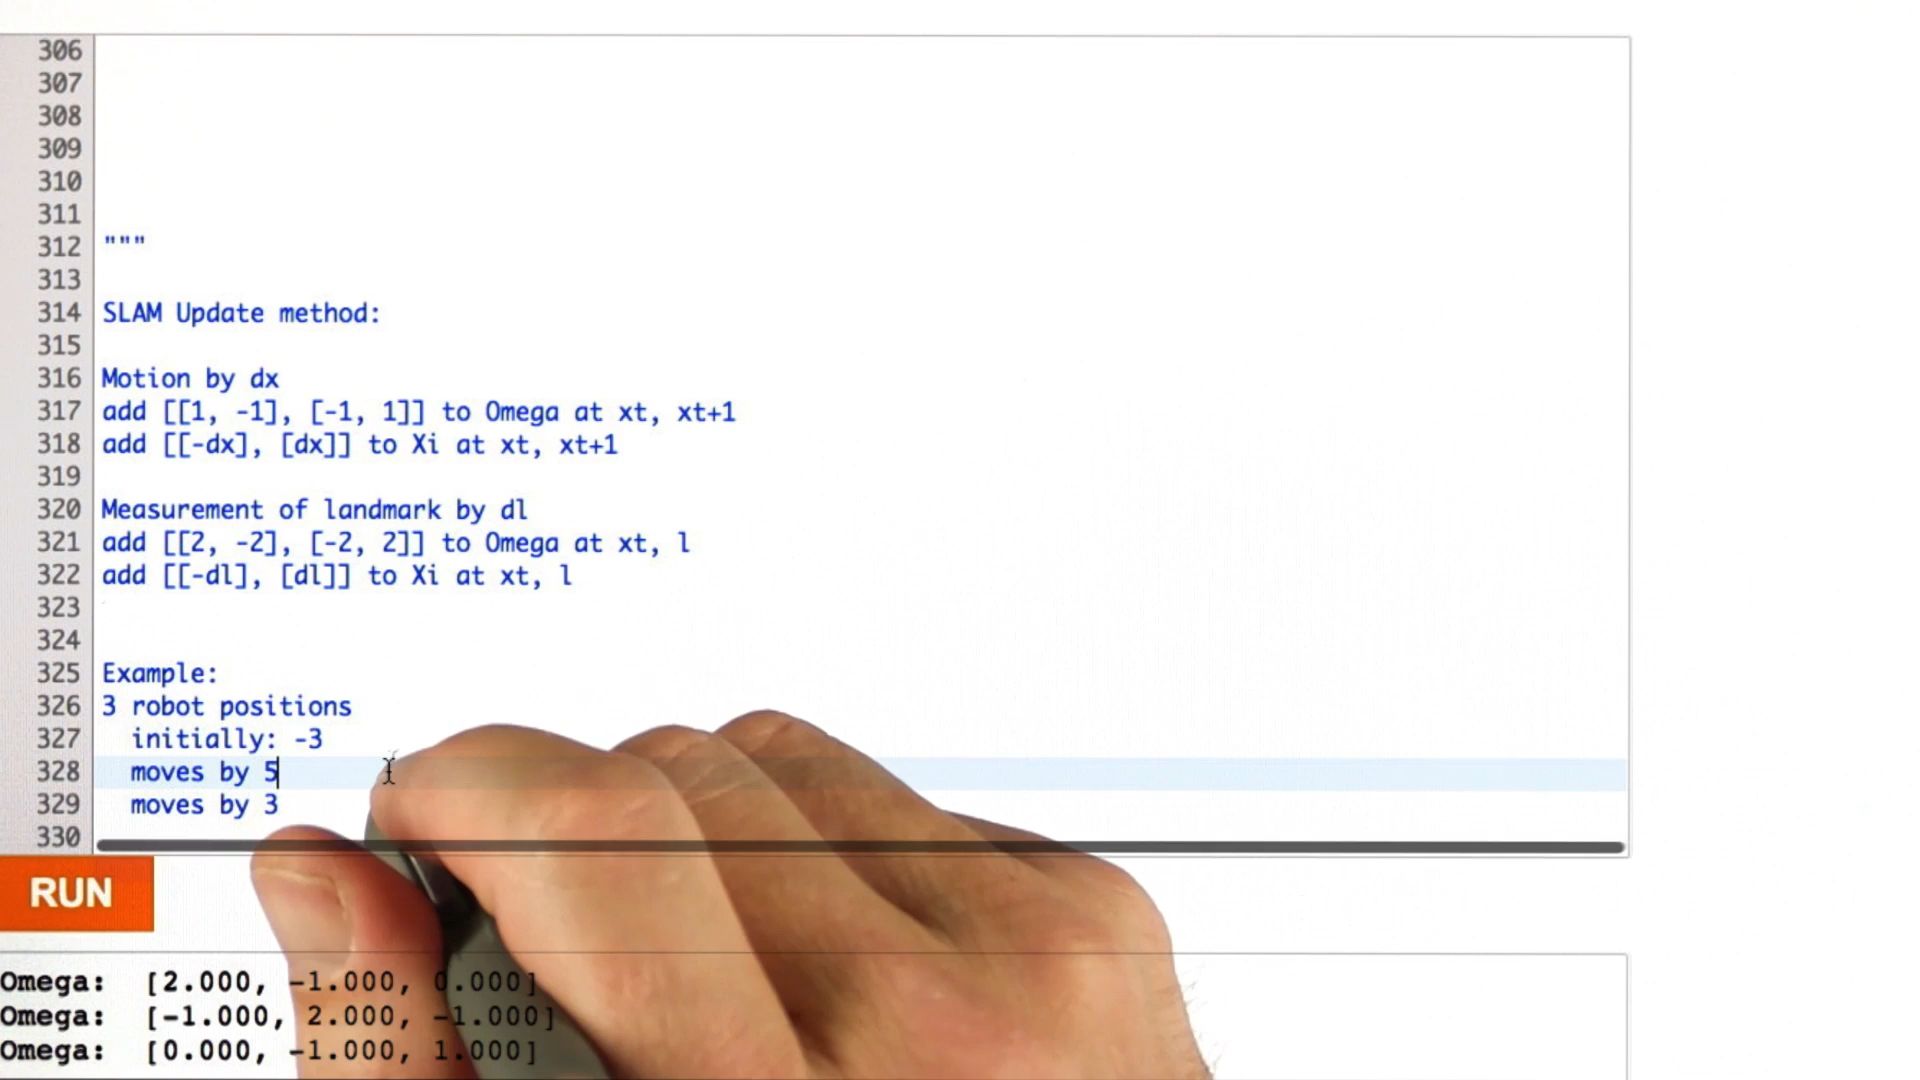 306
307
308
309
310
311
312 """
313
314 SLAM Update method:
315
316 Motion by dx
317 add [[1, -1], [-1, 1]] to Omega at xt, xt+1
318 add [[-dx], [dx]] to Xi at xt, xt+1
319
320 Measurement of landmark by dl
321 add [[2, -2], [-2, 2]] to Omega at xt, l
322 add [[-dl], [dl]] to Xi at xt, l
323
324
325 Example:
326 3 robot positions
327 initially: -3
328 moves by 5
329 moves by 3
330
RUN
Omega: [2.000, -1.000, 0.000]
Omega: [-1.000, 2.000, -1.000]
Omega: [0.000, -1.000, 1.000]